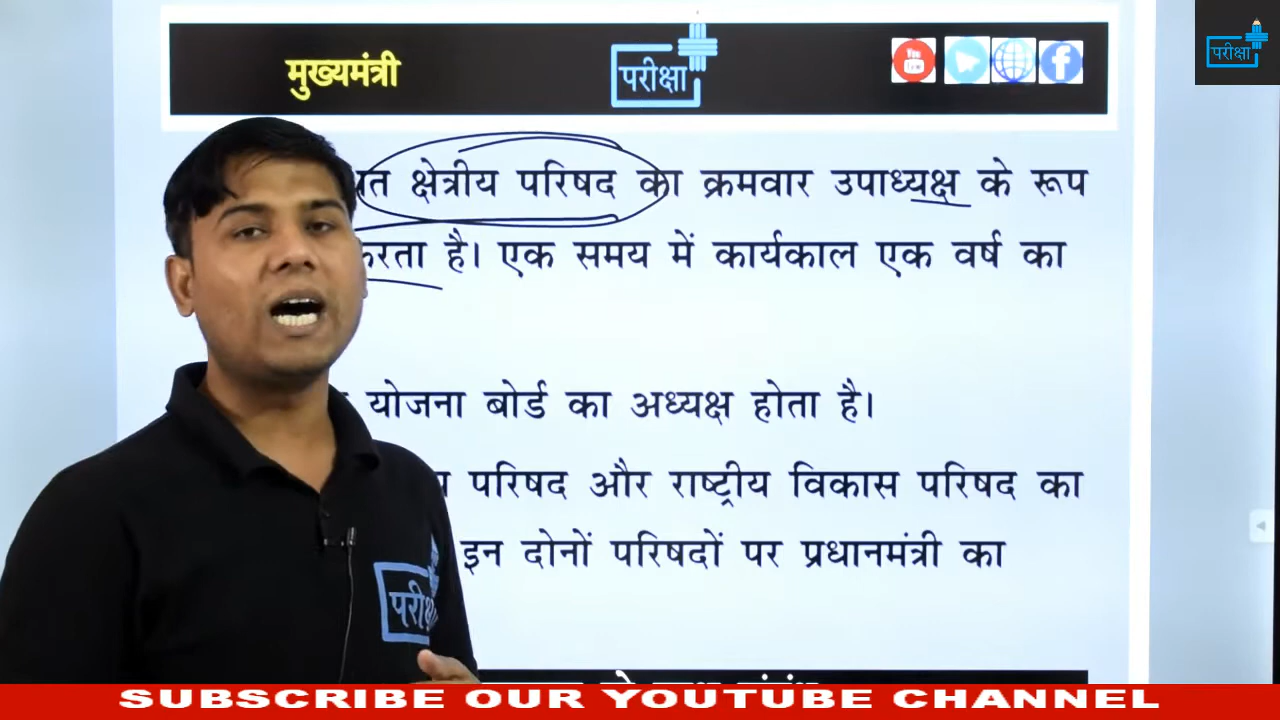 मुख्यमंत्री
परीक्षा
परीक्षा
क्षेत्रीय परिषद का क्रमवार उपाध्यक्ष के रूप
करता है। एक समय में कार्यकाल एक वर्ष का
योजना बोर्ड का अध्यक्ष होता है।
परिषद और राष्ट्रीय विकास परिषद का
इन दोनों परिषदों पर प्रधानमंत्री का
परीक्षा
SUBSCRIBE OUR YOUTUBE CHANNEL